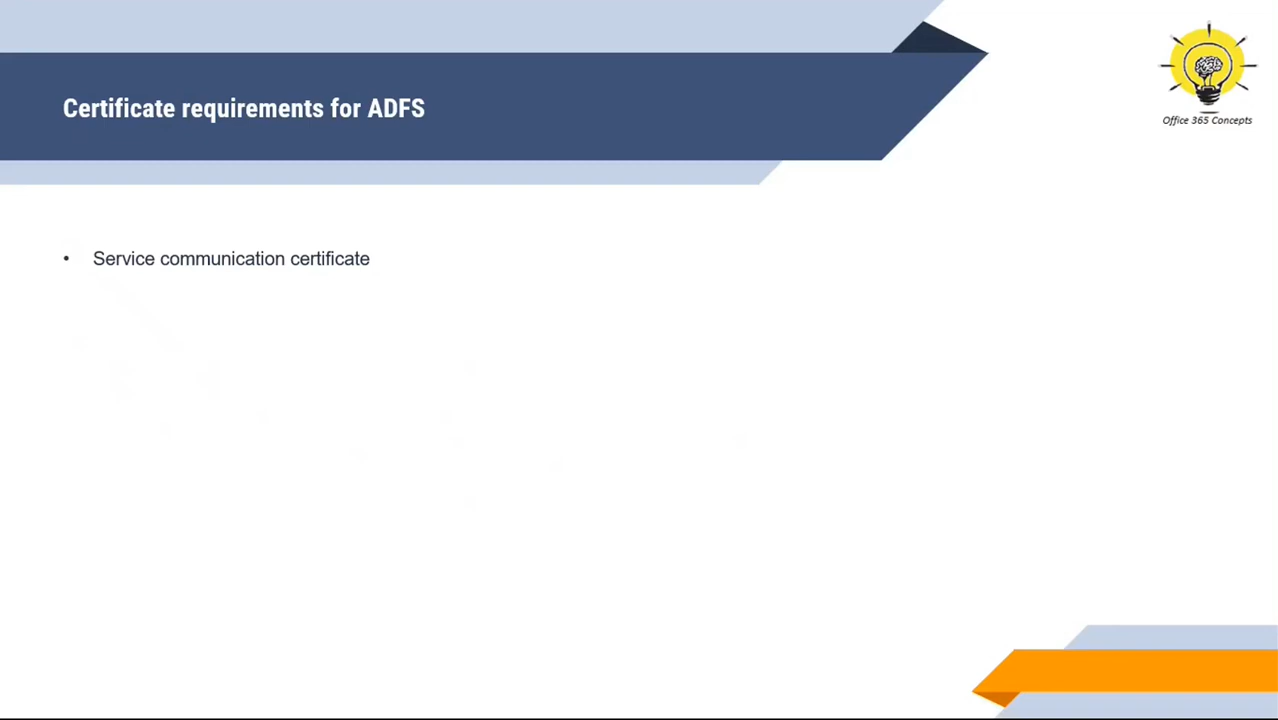 Certificate requirements for ADFS
Office 365 Concepts
• Service communication certificate